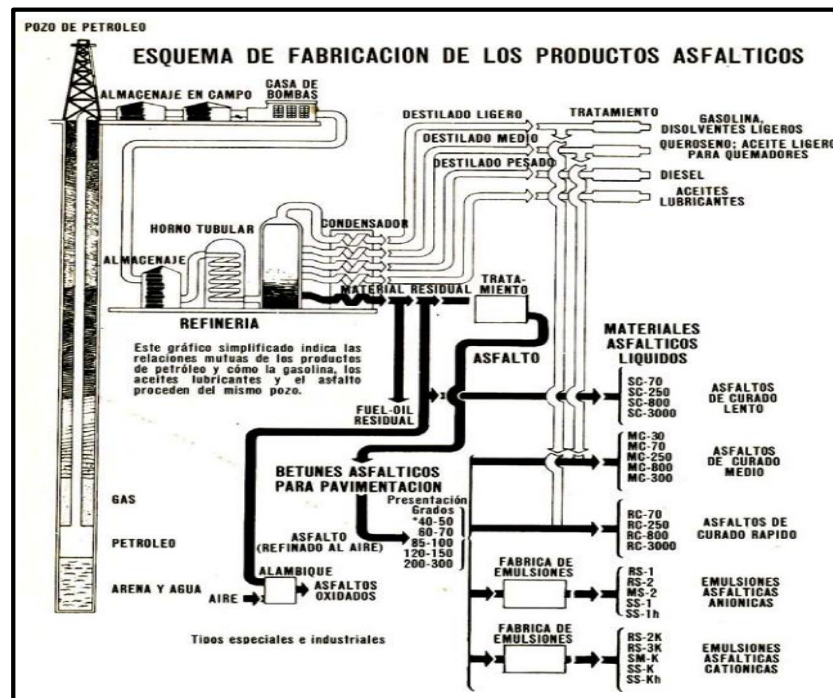 POZO DE PETROLEO
ESQUEMA DE FABRICACION DE LOS PRODUCTOS ASFALTICOS
ALMACENAJE EN CAMPO
CASA DE
BOMBAS
DESTILADO LIGERO
DESTILADO MEDIO
DESTILADO PESADO
TRATAMIENTO
GASOLINA,
DISOLVENTES LIGEROS
QUEROSENO; ACEITE LIGERO
PARA QUEMADORES
DIESEL
ACEITES
LUBRICANTES
HORNO TUBULAR
CONDENSADOR
ALMACENAJE
MATERIAL RESIDUAL
TRATA-
MIENTO
REFINERIA
ASFALTO
Este gráfico simplificado indica las
relaciones mutuas de los productos
de petróleo y cómo la gasolina, los
aceites lubricantes y el asfalto
proceden del mismo pozo.
FUEL-OIL
RESIDUAL
MATERIALES
ASFALTICOS
LIQUIDOS
SC-70
SC-250
SC-800
SC-3000
ASFALTOS
DE CURADO
LENTO
MC-30
MC-70
MC-250
MC-800
MC-300
ASFALTOS
DE CURADO
MEDIO
BETUNES ASFALTICOS
PARA PAVIMENTACION
Presentación
Grados
*40-50
60-70
85-100
120-150
200-300
RC-70
RC-250
RC-800
RC-3000
ASFALTOS DE
CURADO RAPIDO
GAS
PETROLEO
ARENA Y AGUA
ASFALTO
(REFINADO AL AIRE)
ALAMBIQUE
AIRE
ASFALTOS
OXIDADOS
FABRICA DE
EMULSIONES
RS-1
RS-2
MS-2
SS-1
SS-1h
EMULSIONES
ASFALTICAS
ANIONICAS
Tipos especiales e industriales
FABRICA DE
EMULSIONES
RS-2K
RS-3K
SM-K
SS-K
SS-Kh
EMULSIONES
ASFALTICAS
CATIONICAS